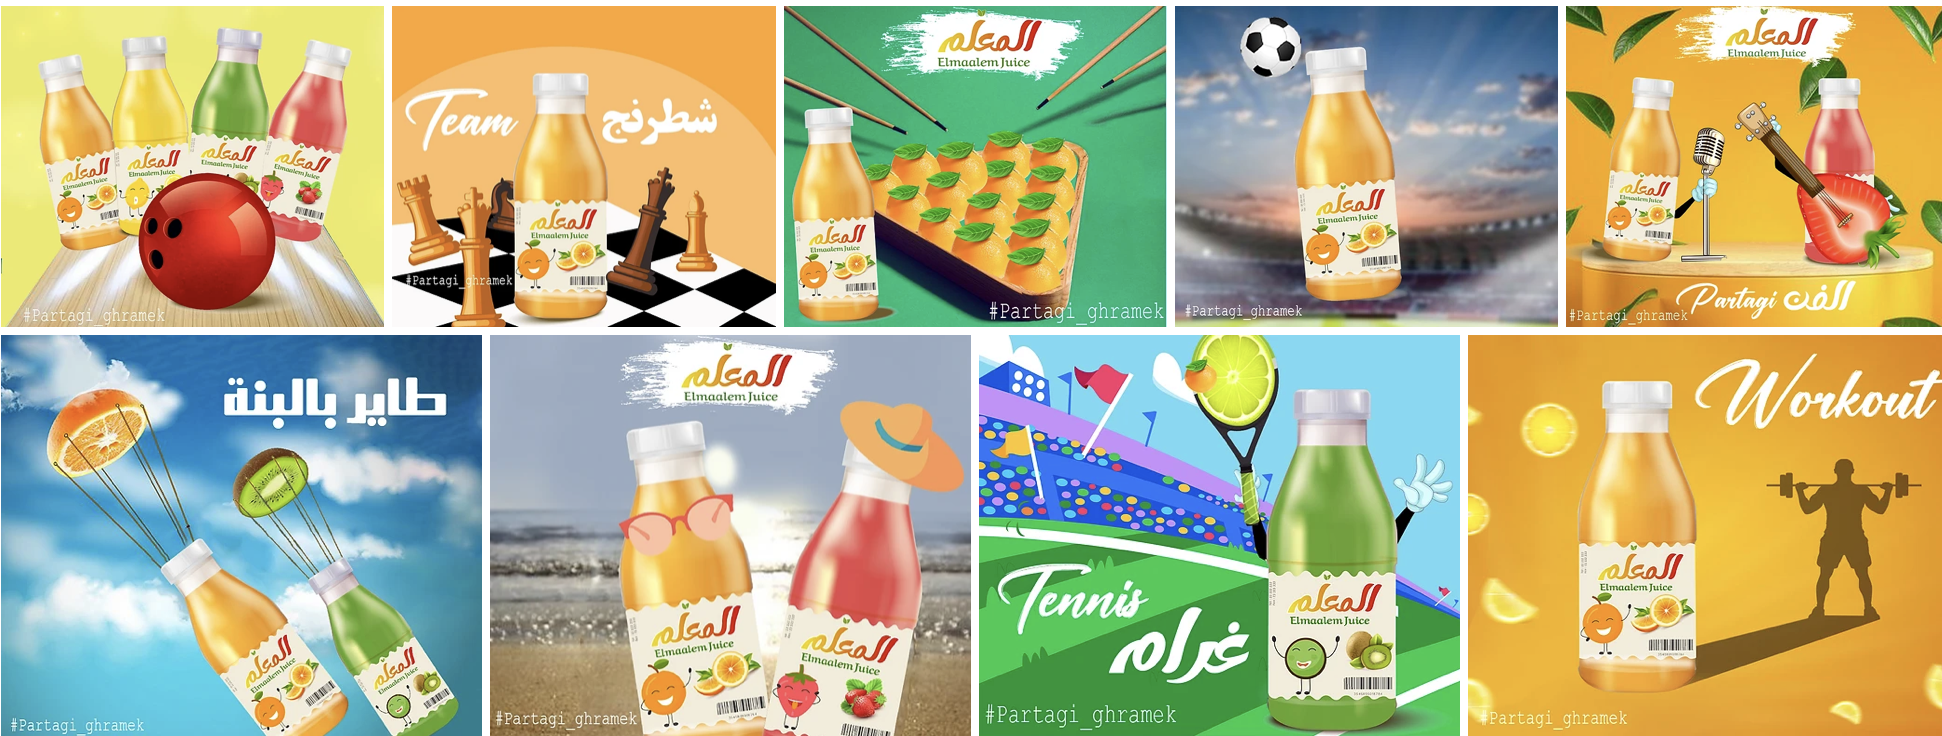 المعلم
Elmaalem Juice
المعلم
Elmaalem Juice
المعلم
Elmaalem Juice
المعلم
Elmaalem Juice
#Partagi_ghramek
Team شطرنج
المعلم
Elmaalem Juice
#Partagi_ghramek
المعلم
Elmaalem Juice
المعلم
Elmaalem Juice
#Partagi_ghramek
المعلم
Elmaalem Juice
#Partagi_ghramek
المعلم
Elmaalem Juice
المعلم
Elmaalem Juice
Partagi الفن
#Partagi_ghramek
طاير بالبنة
المعلم
Elmaalem Juice
المعلم
Elmaalem Juice
#Partagi_ghramek
المعلم
Elmaalem Juice
المعلم
Elmaalem Juice
المعلم
Elmaalem Juice
#Partagi_ghramek
Tennis
غرام
المعلم
Elmaalem Juice
#Partagi_ghramek
Workout
المعلم
Elmaalem Juice
#Partagi_ghramek